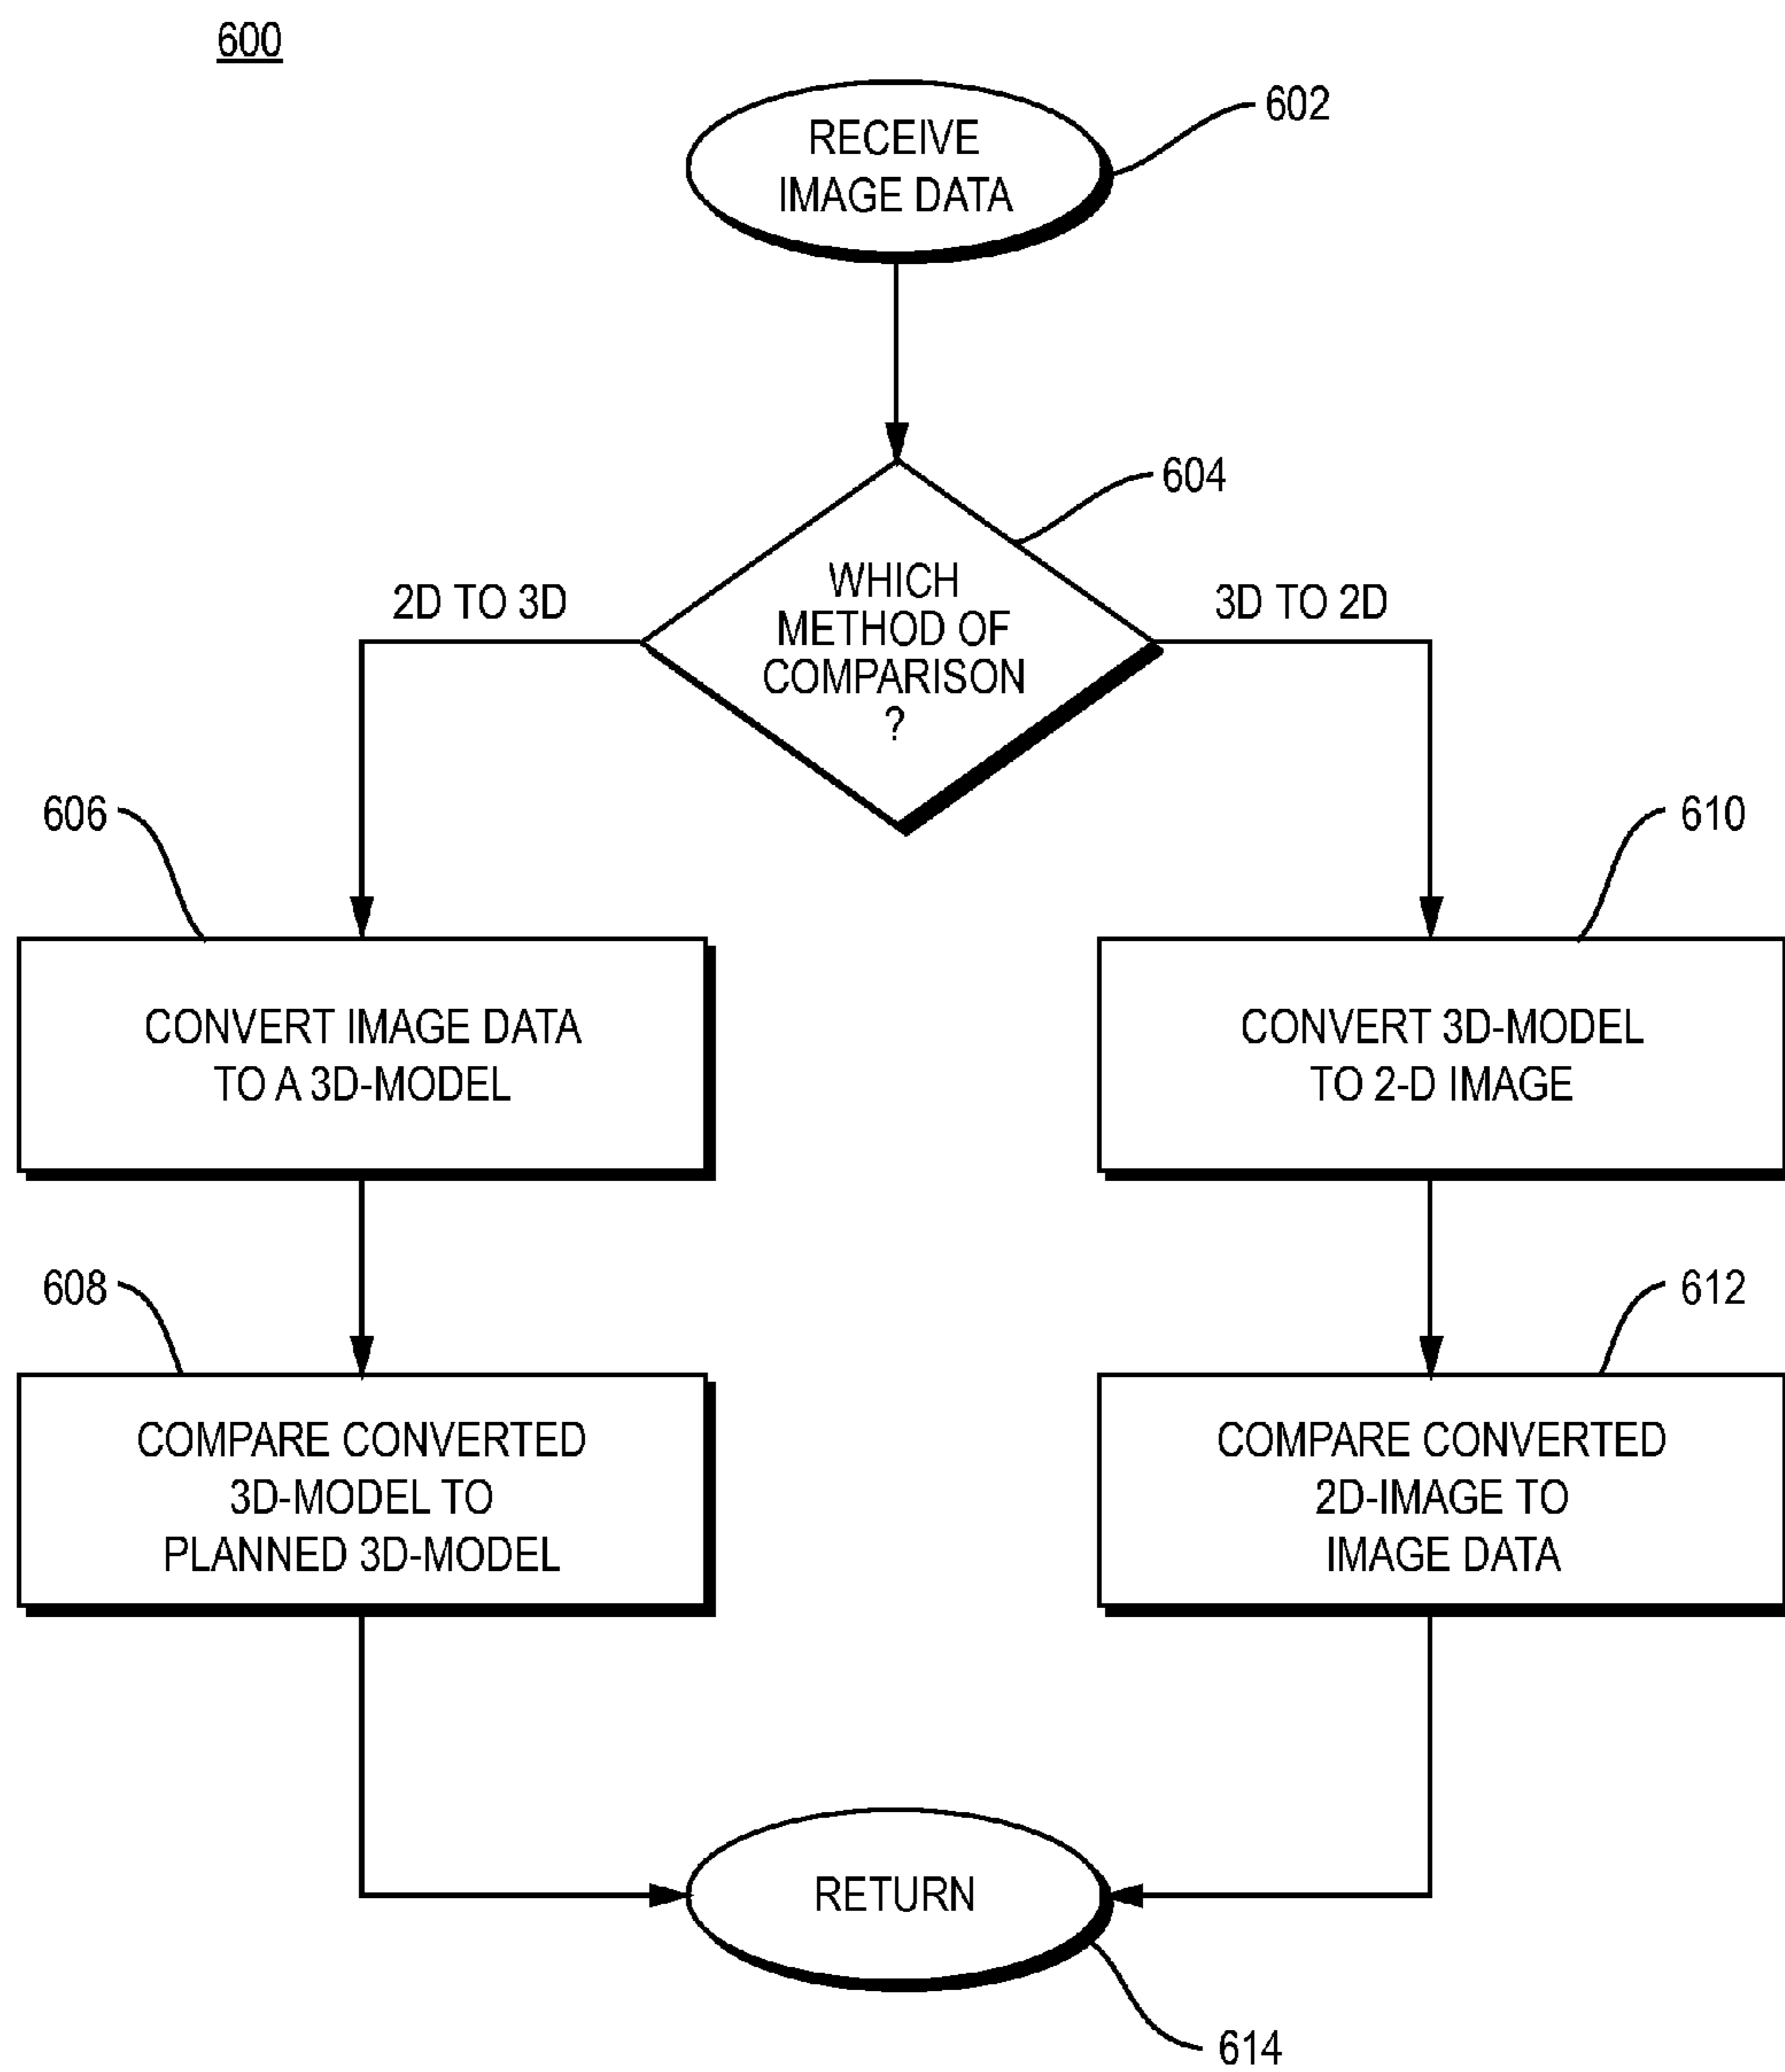 600
RECEIVE
IMAGE DATA
602
604
WHICH
METHOD OF
COMPARISON
?
2D TO 3D
3D TO 2D
606
610
CONVERT IMAGE DATA
TO A 3D-MODEL
CONVERT 3D-MODEL
TO 2-D IMAGE
608
612
COMPARE CONVERTED
3D-MODEL TO
PLANNED 3D-MODEL
COMPARE CONVERTED
2D-IMAGE TO
IMAGE DATA
RETURN
614